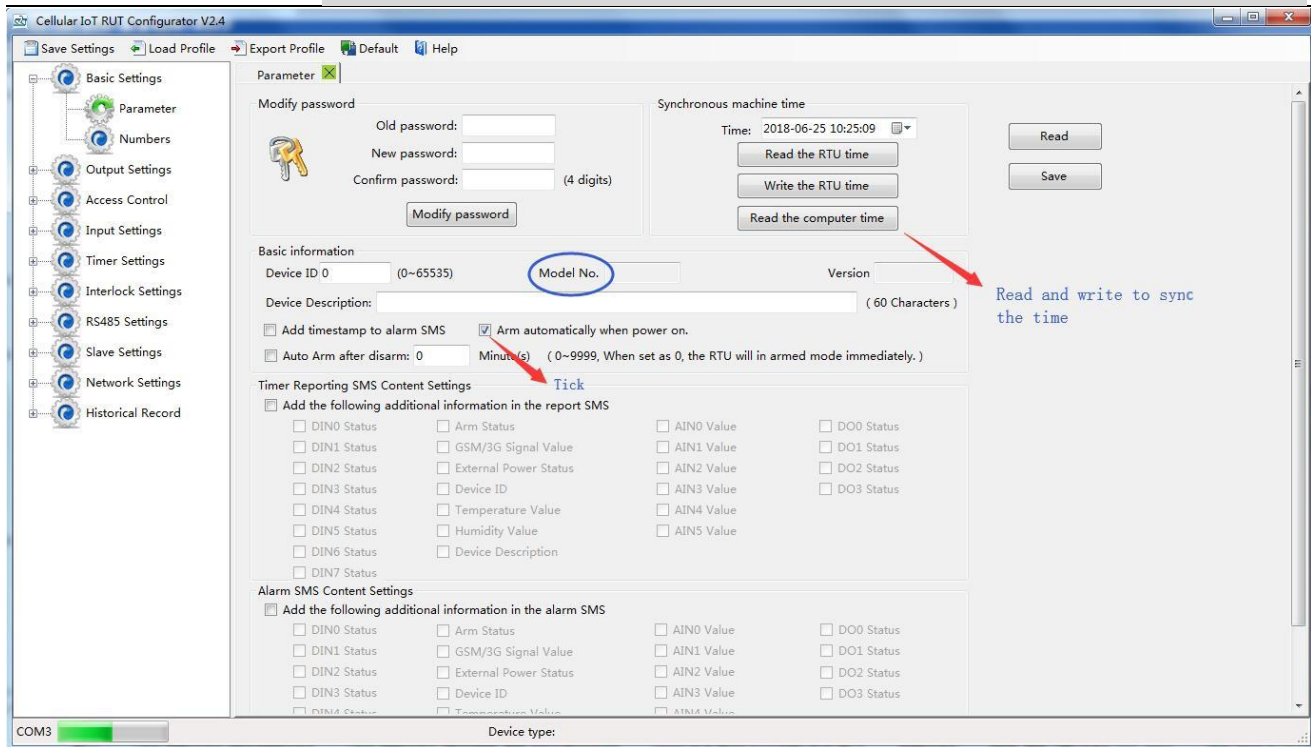 Cellular IoT RUT Configurator V2.4
Save Settings Load Profile Export Profile Default Help
Basic Settings
Parameter
Numbers
Output Settings
Access Control
Input Settings
Timer Settings
Interlock Settings
RS485 Settings
Slave Settings
Network Settings
Historical Record
Parameter
Modify password
Old password:
New password:
Confirm password: (4 digits)
Modify password
Synchronous machine time
Time: 2018-06-25 10:25:09
Read the RTU time
Write the RTU time
Read the computer time
Read
Save
Read and write to sync
the time
Basic information
Device ID 0 (0~65535) Model No. Version
Device Description: ( 60 Characters )
Add timestamp to alarm SMS Arm automatically when power on.
Auto Arm after disarm: 0 Minute(s) ( 0~9999, When set as 0, the RTU will in armed mode immediately. )
Tick
Timer Reporting SMS Content Settings
Add the following additional information in the report SMS
DIN0 Status Arm Status AIN0 Value DO0 Status
DIN1 Status GSM/3G Signal Value AIN1 Value DO1 Status
DIN2 Status External Power Status AIN2 Value DO2 Status
DIN3 Status Device ID AIN3 Value DO3 Status
DIN4 Status Temperature Value AIN4 Value
DIN5 Status Humidity Value AIN5 Value
DIN6 Status Device Description
DIN7 Status
Alarm SMS Content Settings
Add the following additional information in the alarm SMS
DIN0 Status Arm Status AIN0 Value DO0 Status
DIN1 Status GSM/3G Signal Value AIN1 Value DO1 Status
DIN2 Status External Power Status AIN2 Value DO2 Status
DIN3 Status Device ID AIN3 Value DO3 Status
DIN4 Status Temperature Value AIN4 Value
COM3 Device type: